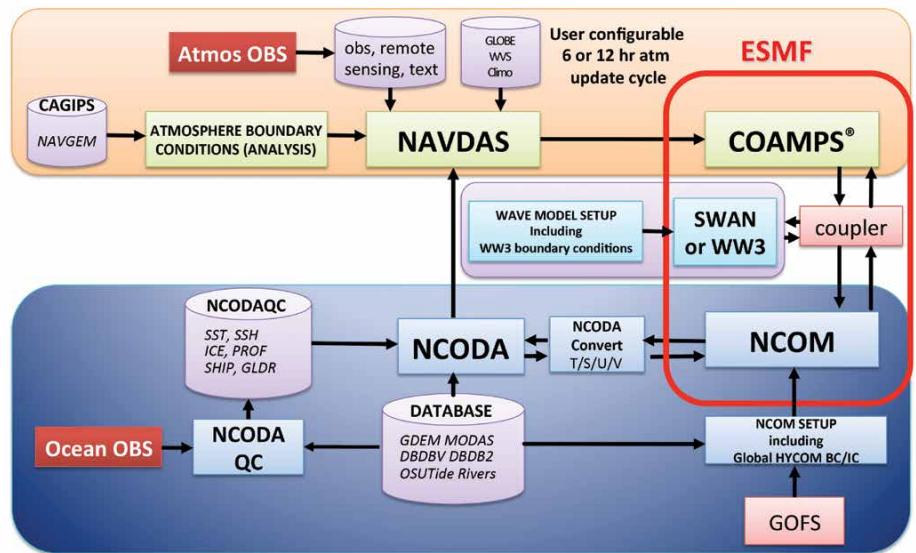 Atmos OBS
obs, remote
sensing, text
GLOBE
WVS
Climo
User configurable
6 or 12 hr atm
update cycle
ESMF
CAGIPS
NAVGEM
ATMOSPHERE BOUNDARY
CONDITIONS (ANALYSIS)
NAVDAS
COAMPS®
WAVE MODEL SETUP
Including
WW3 boundary conditions
SWAN
or WW3
coupler
NCODAQC
SST, SSH
ICE, PROF
SHIP, GLDR
NCODA
NCODA
Convert
T/S/U/V
NCOM
Ocean OBS
NCODA
QC
DATABASE
GDEM MODAS
DBDBV DBDB2
OSUTide Rivers
NCOM SETUP
including
Global HYCOM BC/IC
GOFS